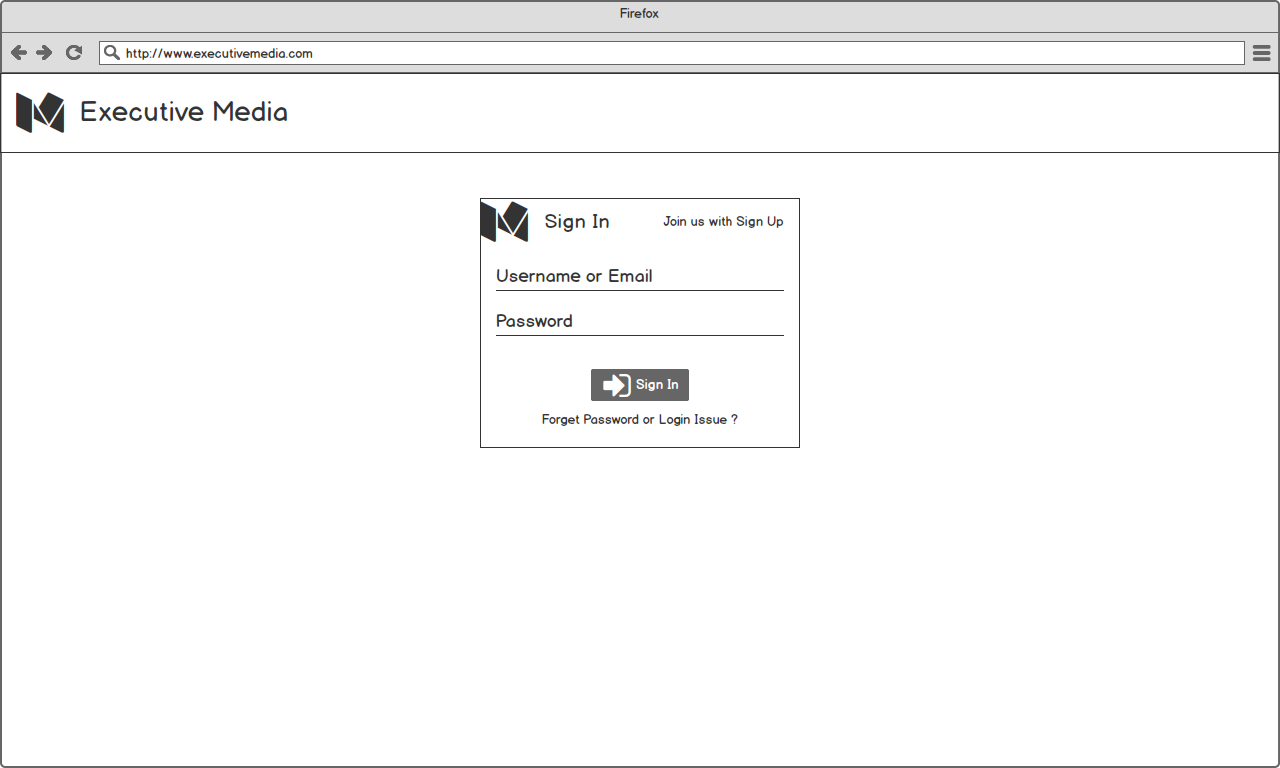 Firefox
http://www.executivemedia.com
Executive Media
Sign In
Join us with Sign Up
Username or Email
Password
Sign In
Forget Password or Login Issue ?